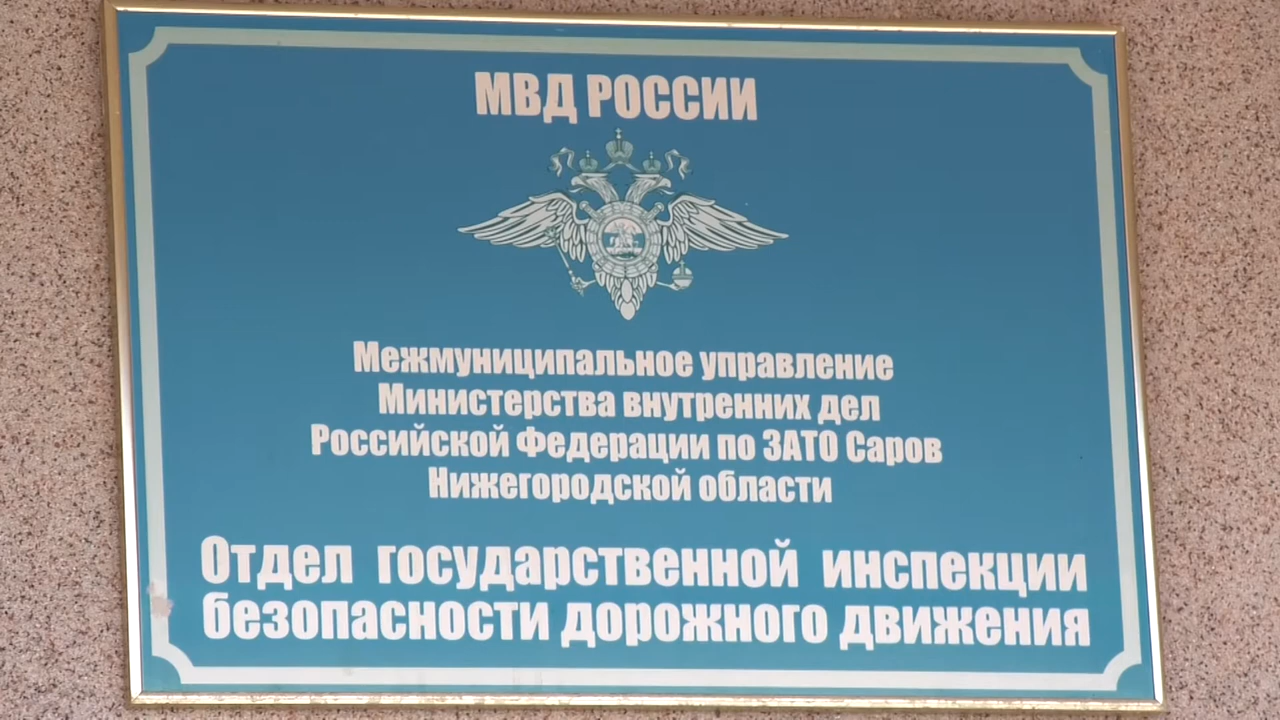 МВД РОССИИ
Межмуниципальное управление
Министерства внутренних дел
Российской Федерации по ЗАТО Саров
Нижегородской области
Отдел государственной инспекции
безопасности дорожного движения